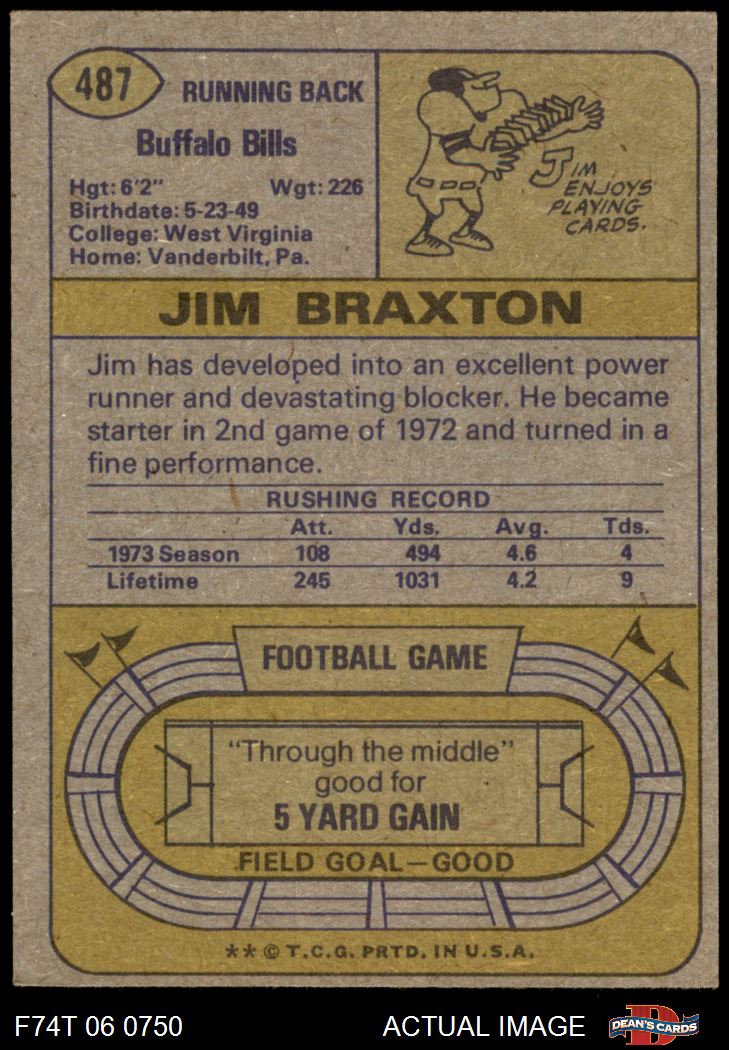 487
RUNNING BACK
Buffalo Bills
Hgt: 6'2" Wgt: 226
Birthdate: 5-23-49
College: West Virginia
Home: Vanderbilt, Pa.
JIM
ENJOYS
PLAYING
CARDS.
JIM BRAXTON
Jim has developed into an excellent power
runner and devastating blocker. He became
starter in 2nd game of 1972 and turned in a
fine performance.
RUSHING RECORD
Att. Yds. Avg. Tds.
1973 Season 108 494 4.6 4
Lifetime 245 1031 4.2 9
FOOTBALL GAME
"Through the middle"
good for
5 YARD GAIN
FIELD GOAL—GOOD
** © T.C.G. PRTD. IN U.S.A.
F74T 06 0750 ACTUAL IMAGE
D
DEAN'S CARDS